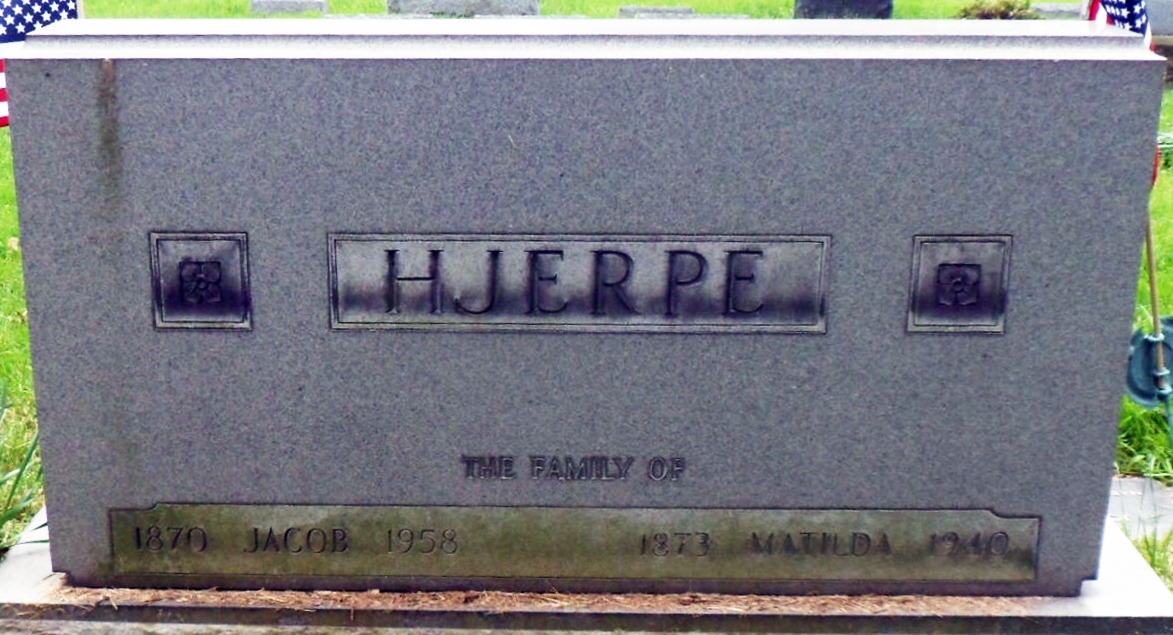 HJERPE
THE FAMILY OF
1870 JACOB 1958 1873 MATILDA 1940